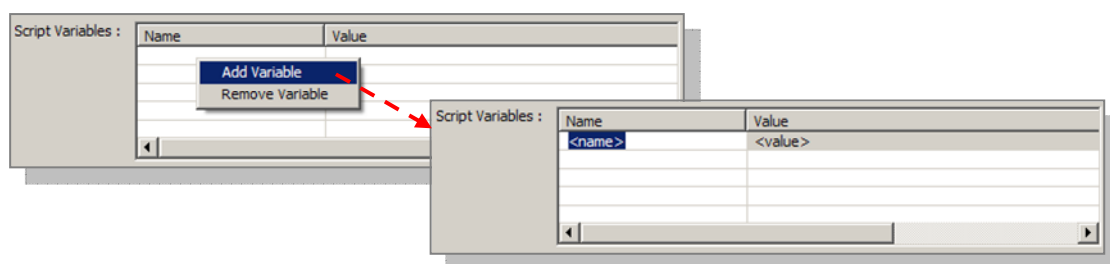 Script Variables :
Name Value
Add Variable
Remove Variable
Script Variables :
Name Value
<name> <value>